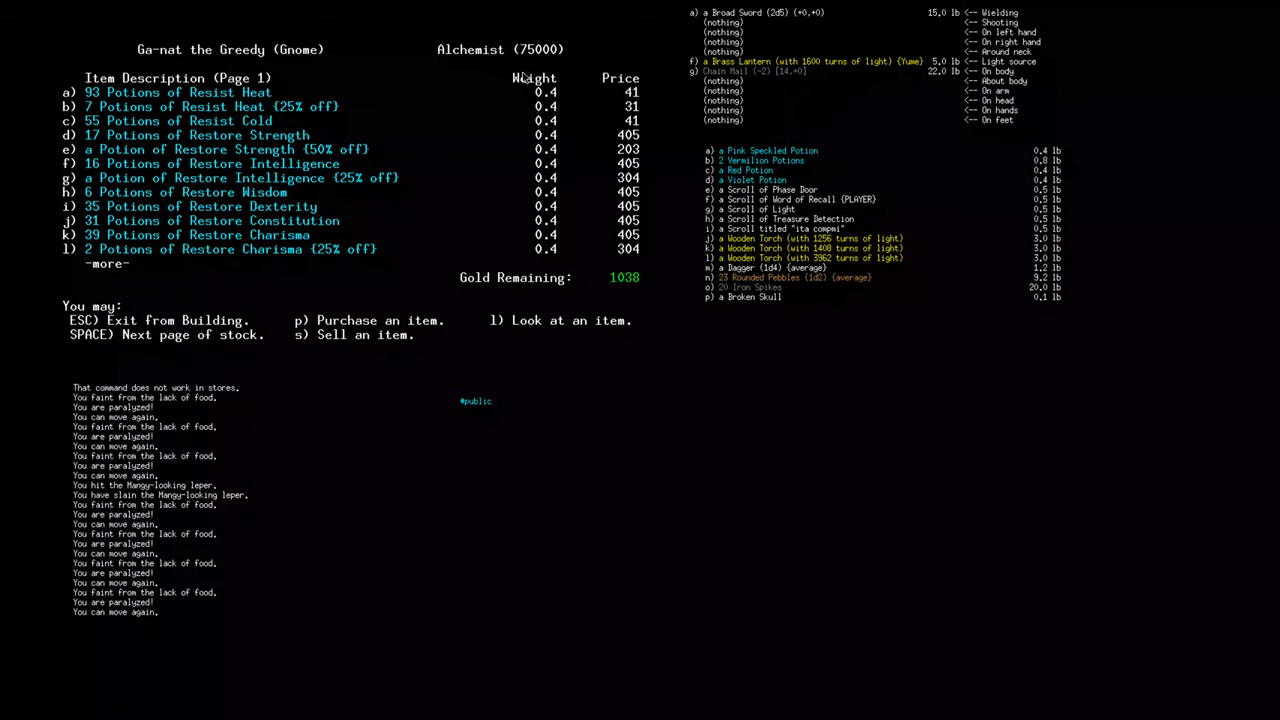 Ga-nat the Greedy (Gnome) Alchemist (75000)
Item Description (Page 1) Weight Price
a) 93 Potions of Resist Heat 0.4 41
b) 7 Potions of Resist Heat {25% off} 0.4 31
c) 55 Potions of Resist Cold 0.4 41
d) 17 Potions of Restore Strength 0.4 405
e) a Potion of Restore Strength {50% off} 0.4 203
f) 16 Potions of Restore Intelligence 0.4 405
g) a Potion of Restore Intelligence {25% off} 0.4 304
h) 6 Potions of Restore Wisdom 0.4 405
i) 35 Potions of Restore Dexterity 0.4 405
j) 31 Potions of Restore Constitution 0.4 405
k) 39 Potions of Restore Charisma 0.4 405
l) 2 Potions of Restore Charisma {25% off} 0.4 304
-more-
Gold Remaining: 1038
You may:
ESC) Exit from Building. p) Purchase an item. l) Look at an item.
SPACE) Next page of stock. s) Sell an item.
That command does not work in stores.
You faint from the lack of food.
You are paralyzed!
You can move again.
You faint from the lack of food.
You are paralyzed!
You can move again.
You faint from the lack of food.
You are paralyzed!
You can move again.
You hit the Mangy-looking leper.
You have slain the Mangy-looking leper.
You faint from the lack of food.
You are paralyzed!
You can move again.
You faint from the lack of food.
You are paralyzed!
You can move again.
You faint from the lack of food.
You are paralyzed!
You can move again.
You faint from the lack of food.
You are paralyzed!
You can move again.
#public
a) a Broad Sword (2d5) (+0,+0) 15.0 lb <-- Wielding
(nothing) <-- Shooting
(nothing) <-- On left hand
(nothing) <-- On right hand
(nothing) <-- Around neck
f) a Brass Lantern (with 1600 turns of light) {Yume} 5.0 lb <-- Light source
g) Chain Mail (-2) [14,+0] 22.0 lb <-- On body
(nothing) <-- About body
(nothing) <-- On arm
(nothing) <-- On head
(nothing) <-- On hands
(nothing) <-- On feet
a) a Pink Speckled Potion 0.4 lb
b) 2 Vermilion Potions 0.8 lb
c) a Red Potion 0.4 lb
d) a Violet Potion 0.4 lb
e) a Scroll of Phase Door 0.5 lb
f) a Scroll of Word of Recall {PLAYER} 0.5 lb
g) a Scroll of Light 0.5 lb
h) a Scroll of Treasure Detection 0.5 lb
i) a Scroll titled "ita compmi" 0.5 lb
j) a Wooden Torch (with 1256 turns of light) 3.0 lb
k) a Wooden Torch (with 1408 turns of light) 3.0 lb
l) a Wooden Torch (with 3962 turns of light) 3.0 lb
m) a Dagger (1d4) {average} 1.2 lb
n) 23 Rounded Pebbles (1d2) {average} 9.2 lb
o) 20 Iron Spikes 20.0 lb
p) a Broken Skull 0.1 lb